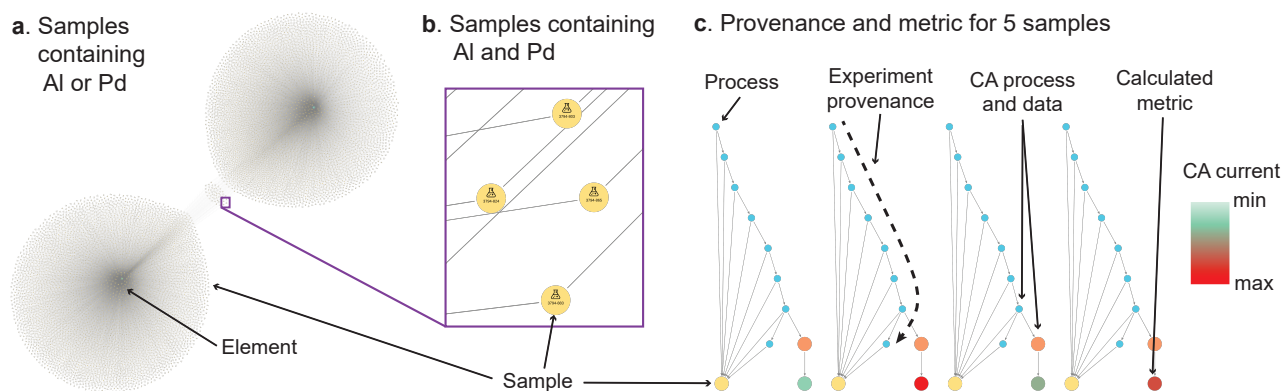 a. Samples
containing
Al or Pd
b. Samples containing
Al and Pd
c. Provenance and metric for 5 samples
Process
Experiment
provenance
CA process
and data
Calculated
metric
CA current
min
max
Element
Sample